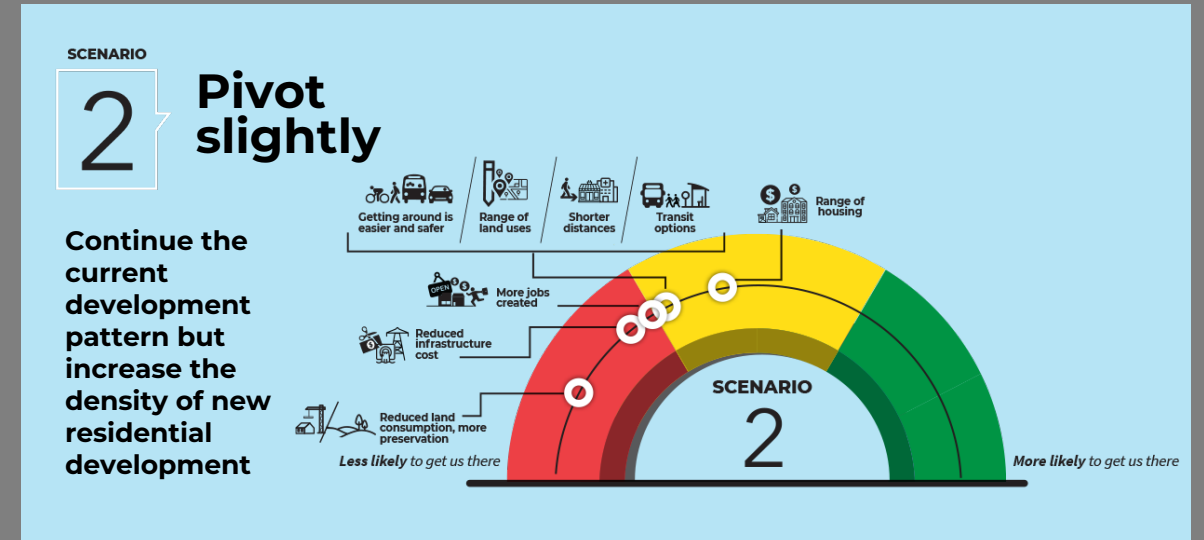 SCENARIO
2
Pivot
slightly
Continue the
current
development
pattern but
increase the
density of new
residential
development
Getting around is
easier and safer
Range of
land uses
Shorter
distances
Transit
options
Range of
housing
OPEN
More jobs
created
Reduced
infrastructure
cost
Reduced land
consumption, more
preservation
Less likely to get us there
SCENARIO
2
More likely to get us there